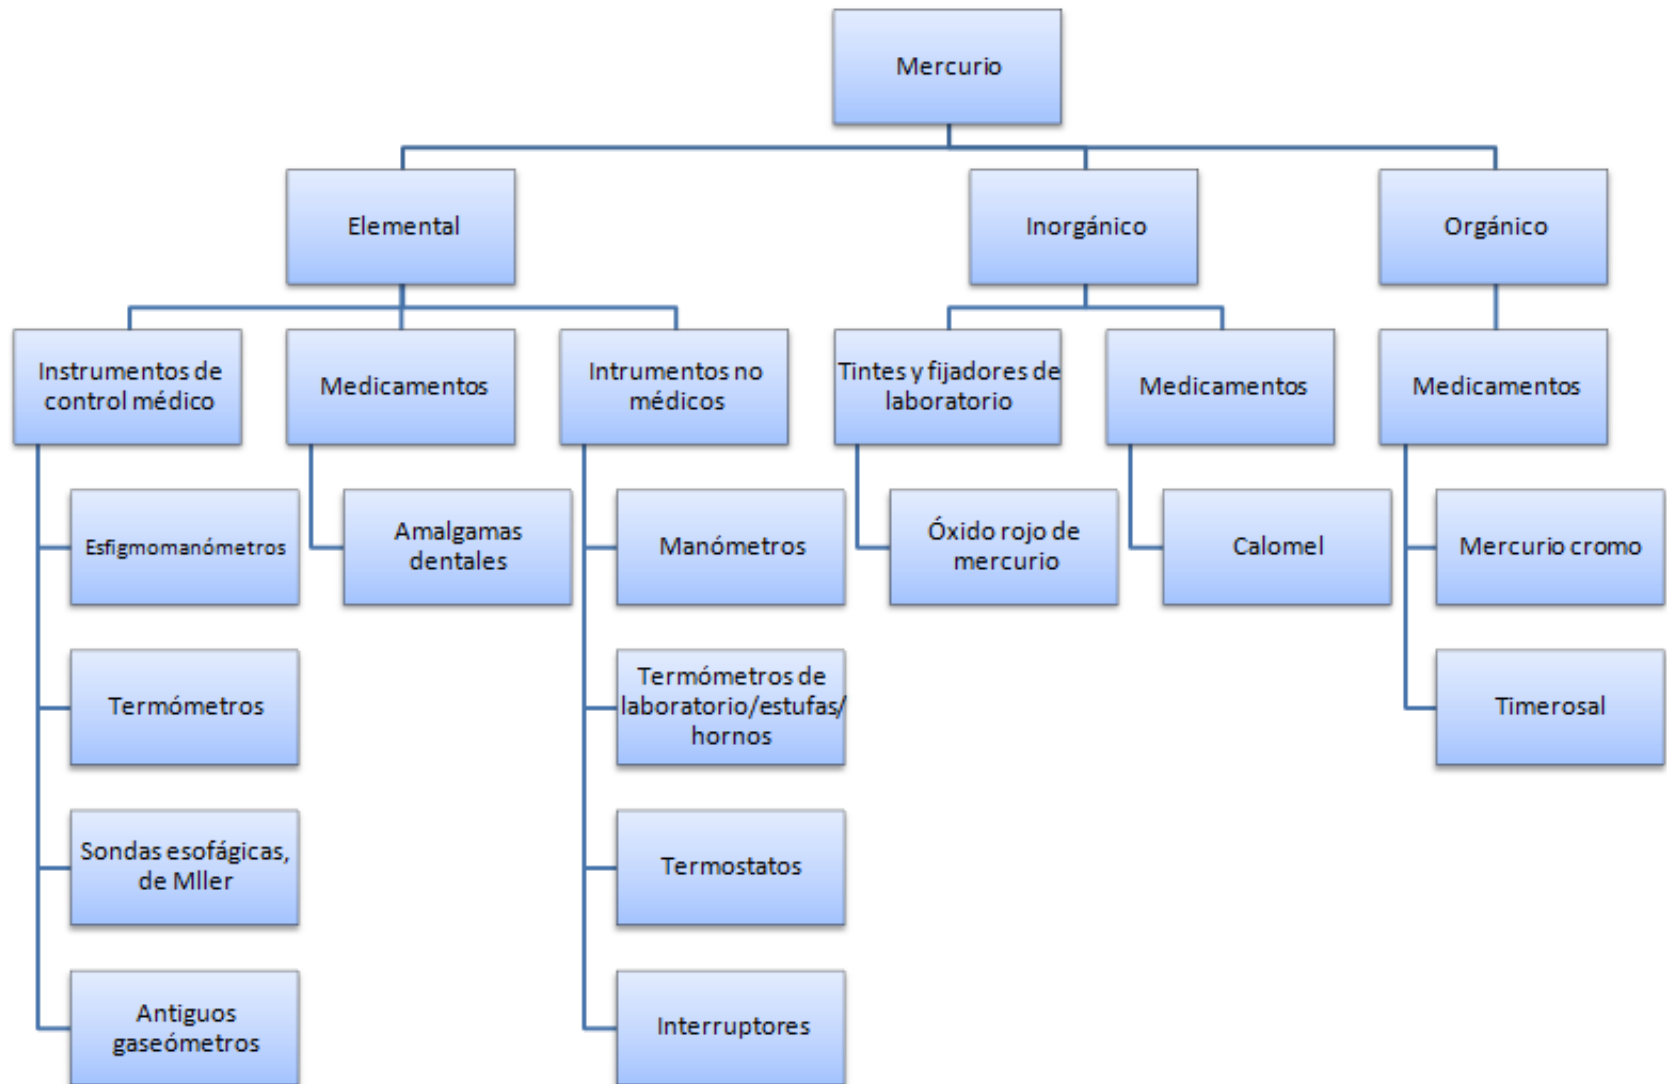 Mercurio
Elemental
Inorgánico
Orgánico
Instrumentos de
control médico
Medicamentos
Intrumentos no
médicos
Tintes y fijadores de
laboratorio
Medicamentos
Medicamentos
Esfigmomanómetros
Amalgamas
dentales
Manómetros
Óxido rojo de
mercurio
Calomel
Mercurio cromo
Termómetros
Termómetros de
laboratorio/estufas/
hornos
Timerosal
Sondas esofágicas,
de Mller
Termostatos
Antiguos
gaseómetros
Interruptores